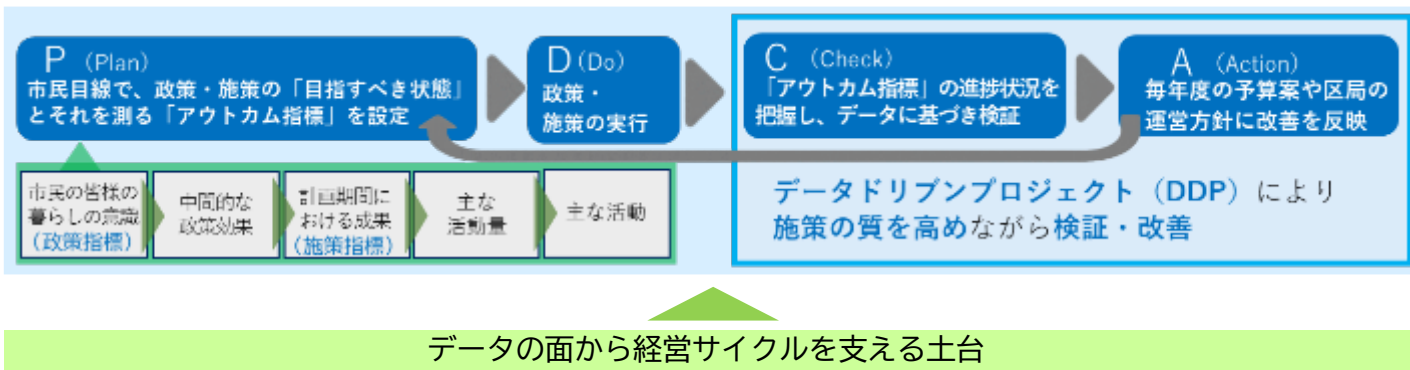 P (Plan)
市民目線で、政策・施策の「目指すべき状態」
とそれを測る「アウトカム指標」を設定
D (Do)
政策・
施策の実行
C (Check)
「アウトカム指標」の進捗状況を
把握し、データに基づき検証
A (Action)
毎年度の予算案や区局の
運営方針に改善を反映
市民の皆様の
暮らしの意識
(政策指標)
中間的な
政策効果
計画期間に
おける成果
(施策指標)
主な
活動量
主な活動
データドリブンプロジェクト（DDP）により
施策の質を高めながら検証・改善
データの面から経営サイクルを支える土台